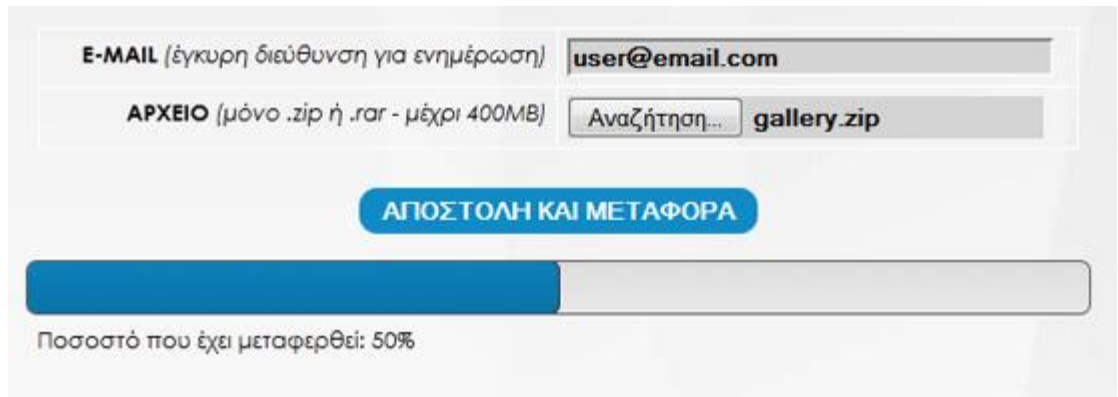 E-MAIL (έγκυρη διεύθυνση για ενημέρωση) user@email.com
ΑΡΧΕΙΟ (μόνο .zip ή .rar - μέχρι 400MB) Αναζήτηση... gallery.zip
ΑΠΟΣΤΟΛΗ ΚΑΙ ΜΕΤΑΦΟΡΑ
Ποσοστό που έχει μεταφερθεί: 50%